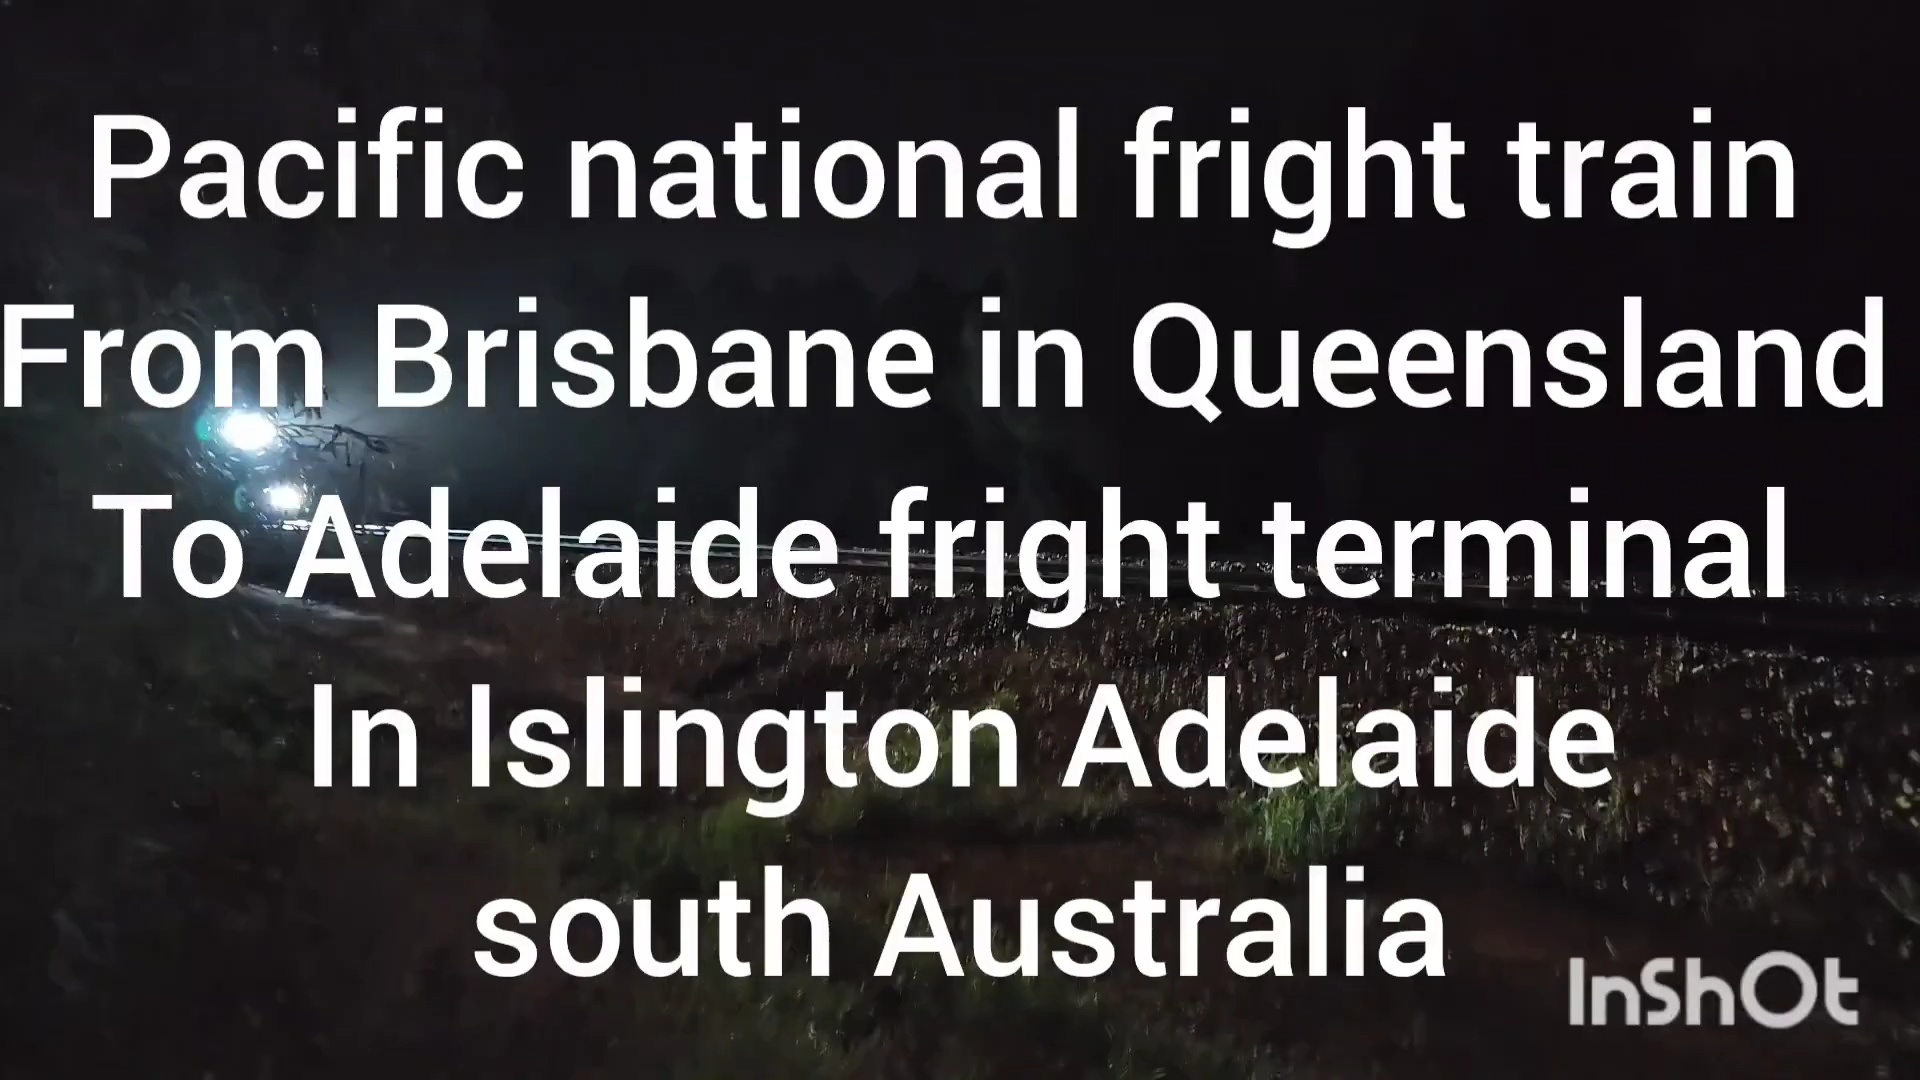 Pacific national fright train
From Brisbane in Queensland
To Adelaide fright terminal
In Islington Adelaide
south Australia
InShOt